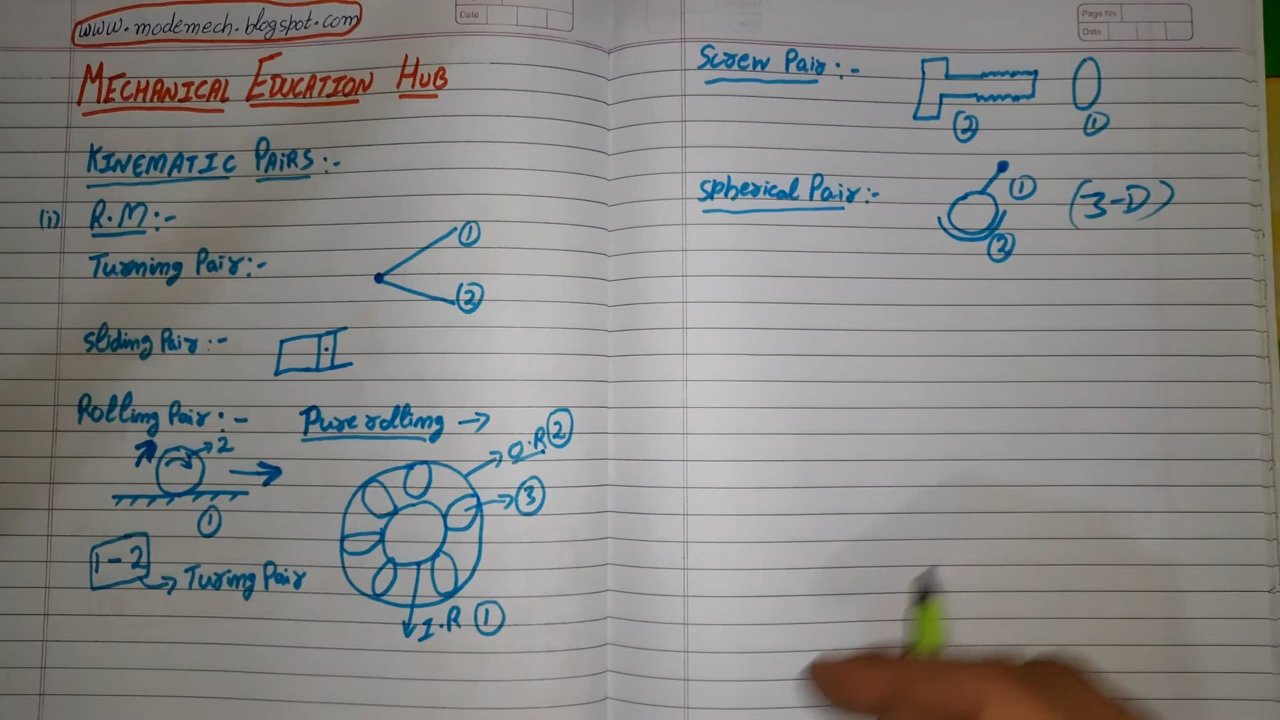 www.modemech.blogspot.com
Date
MECHANICAL EDUCATION HUB
KINEMATIC PAIRS:-
(i) R.M:-
Turning Pair:-
1
2
Sliding Pair:-
Rolling Pair:- Pure rolling →
2
1
O.R 2
3
1-2
→ Turing Pair
I.R 1
Page No
Date
Screw Pair:-
2
1
Spherical Pair:-
1
(3-D)
2